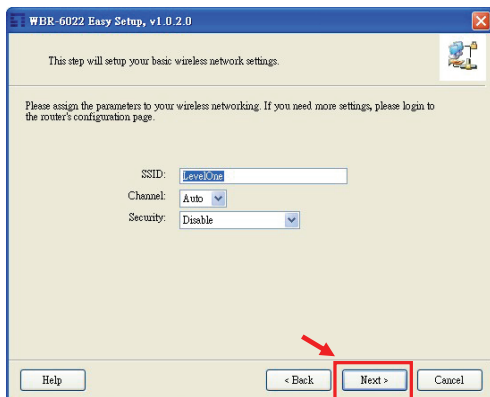 WBR-6022 Easy Setup, v1.0.2.0
This step will setup your basic wireless network settings.
Please assign the parameters to your wireless networking. If you need more settings, please login to
the router's configuration page.
SSID: LevelOne
Channel: Auto
Security: Disable
Help < Back Next > Cancel